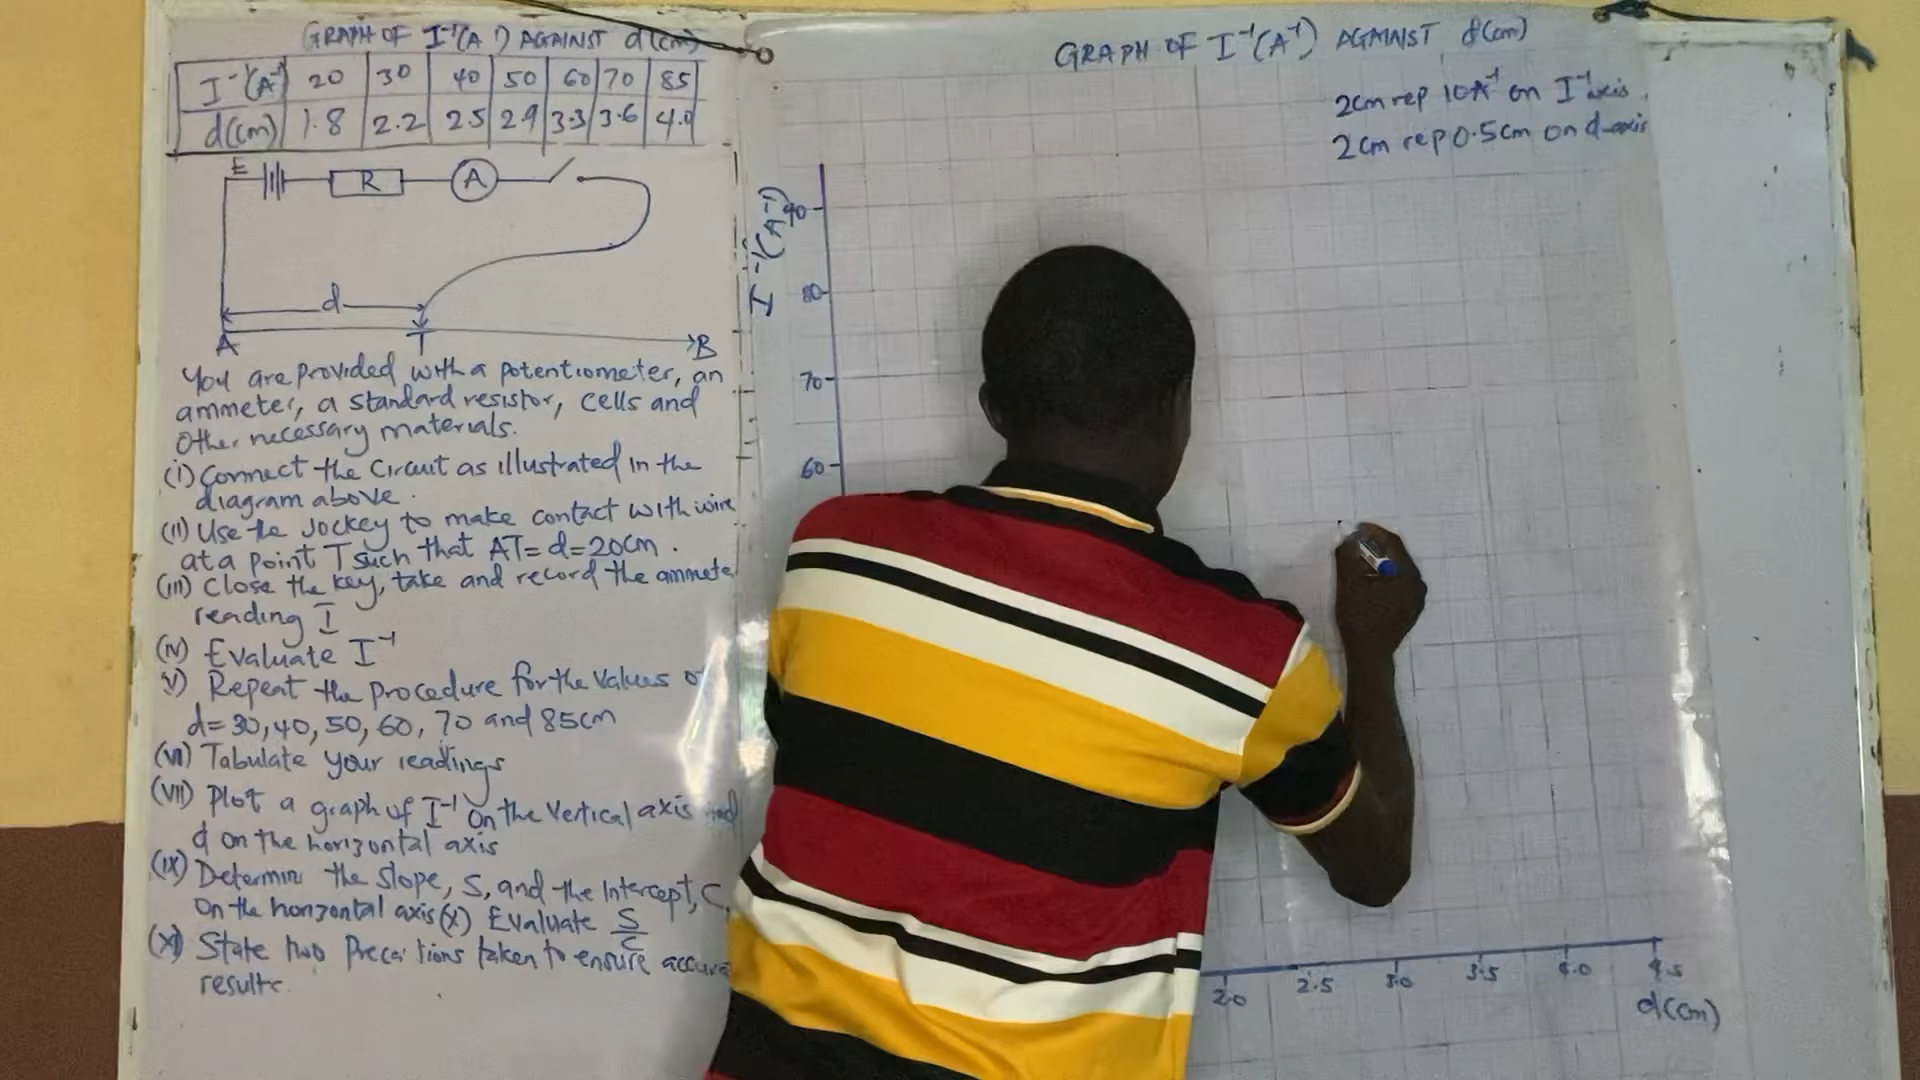 GRAPH OF I⁻¹(A⁻¹) AGAINST d(cm)
I⁻¹(A⁻¹) 20 30 40 50 60 70 85
d(cm) 1.8 2.2 2.5 2.9 3.3 3.6 4.0
E R A
d
A T B
You are provided with a potentiometer, an
ammeter, a standard resistor, cells and
Other necessary materials.
(i) Connect the Circuit as illustrated in the
diagram above.
(ii) Use the Jockey to make contact with wire
at a point T such that AT = d = 20cm.
(iii) Close the key, take and record the ammete
reading I
(iv) Evaluate I⁻¹
v) Repeat the procedure for the values o
d = 30, 40, 50, 60, 70 and 85cm
(vi) Tabulate your readings
(vii) Plot a graph of I⁻¹ on the vertical axis and
d on the horizontal axis
(ix) Determine the slope, S, and the Intercept, C,
on the horizontal axis (x) Evaluate S/C
(xi) State two Precautions taken to ensure accura
results.
GRAPH OF I⁻¹(A⁻¹) AGAINST d(cm)
2cm rep 10A⁻¹ on I⁻¹ axis
2cm rep 0.5cm on d-axis
I⁻¹(A⁻¹)
90
80
70
60
2.0 2.5 3.0 3.5 4.0 4.5
d(cm)